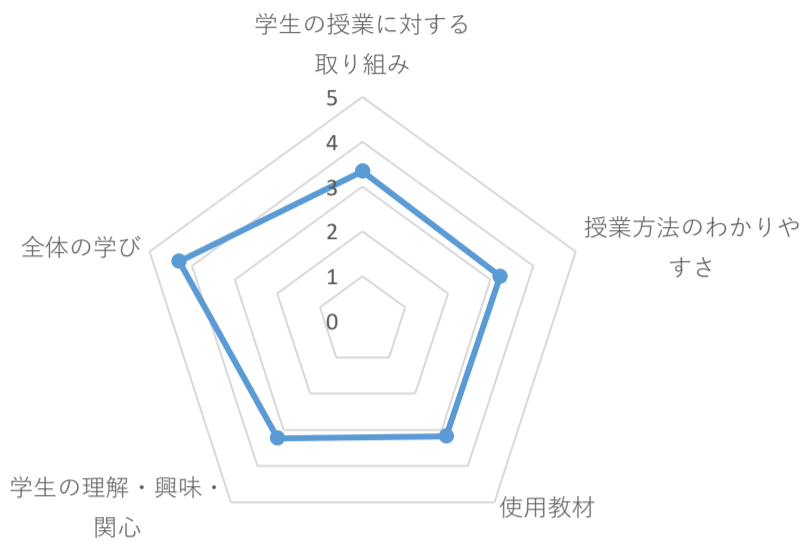 学生の授業に対する
取り組み
5
4
3
2
1
0
授業方法のわかりや
すさ
使用教材
学生の理解・興味・
関心
全体の学び